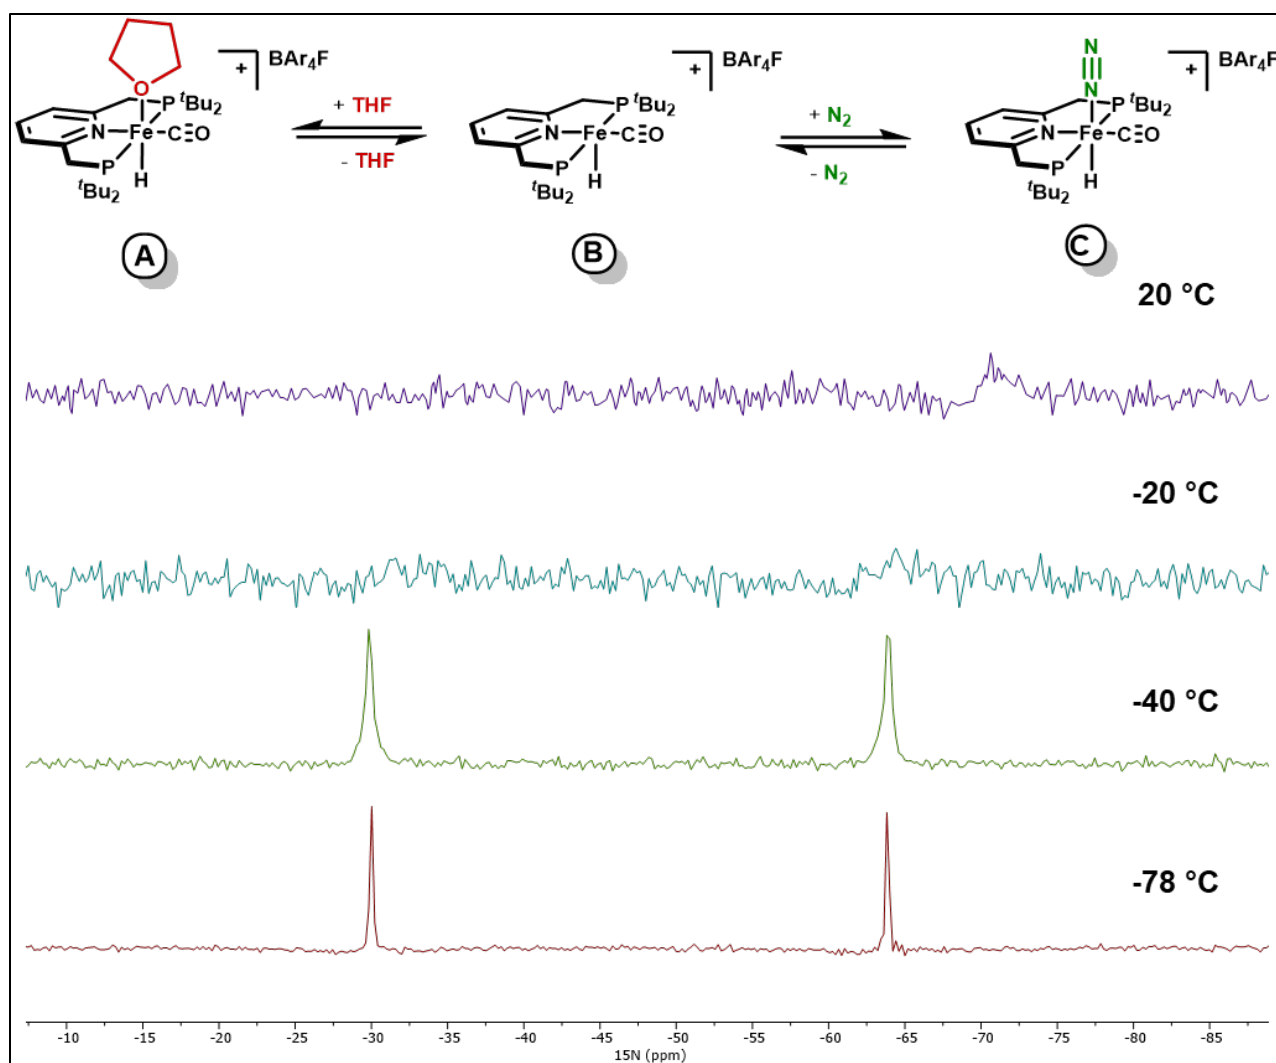 BAr4F
+
O
P
tBu2
N
Fe
C
O
P
H
tBu2
+ THF
- THF
BAr4F
+
P
tBu2
N
Fe
C
O
P
H
tBu2
+ N2
- N2
N
N
BAr4F
+
P
tBu2
N
Fe
C
O
P
H
tBu2
A
B
C
20 °C
-20 °C
-40 °C
-78 °C
-10 -15 -20 -25 -30 -35 -40 -45 -50 -55 -60 -65 -70 -75 -80 -85
15N (ppm)